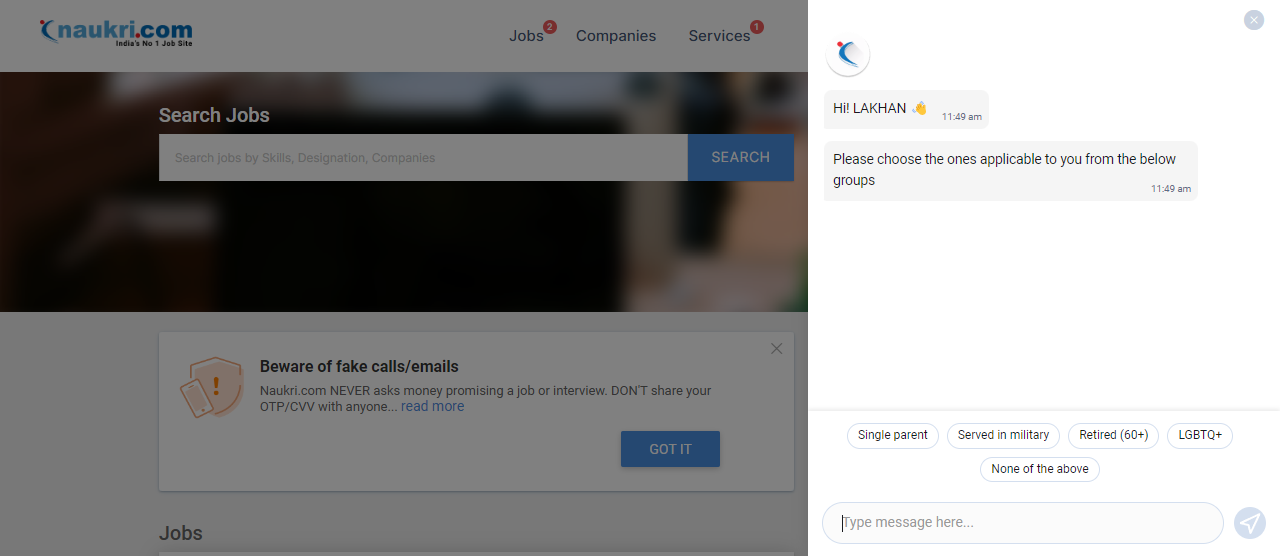 naukri.com
India's No 1 Job Site
Jobs 2 Companies Services 1
Search Jobs
Search jobs by Skills, Designation, Companies
SEARCH
Beware of fake calls/emails
Naukri.com NEVER asks money promising a job or interview. DON'T share your
OTP/CVV with anyone... read more
GOT IT
Jobs
Hi! LAKHAN 👋
11:49 am
Please choose the ones applicable to you from the below
groups
11:49 am
Single parent
Served in military
Retired (60+)
LGBTQ+
None of the above
Type message here...